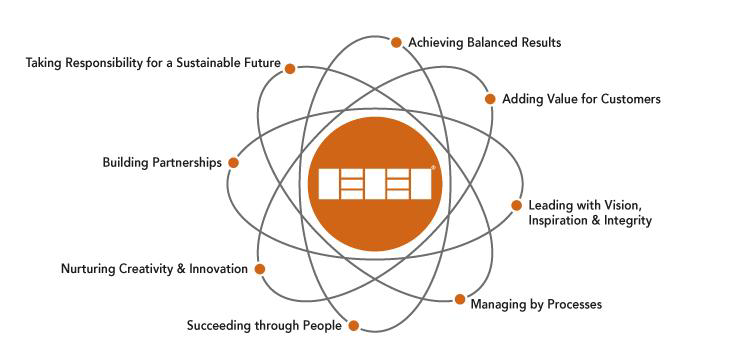 Achieving Balanced Results
Taking Responsibility for a Sustainable Future
Adding Value for Customers
Building Partnerships
Leading with Vision,
Inspiration & Integrity
Nurturing Creativity & Innovation
Managing by Processes
Succeeding through People